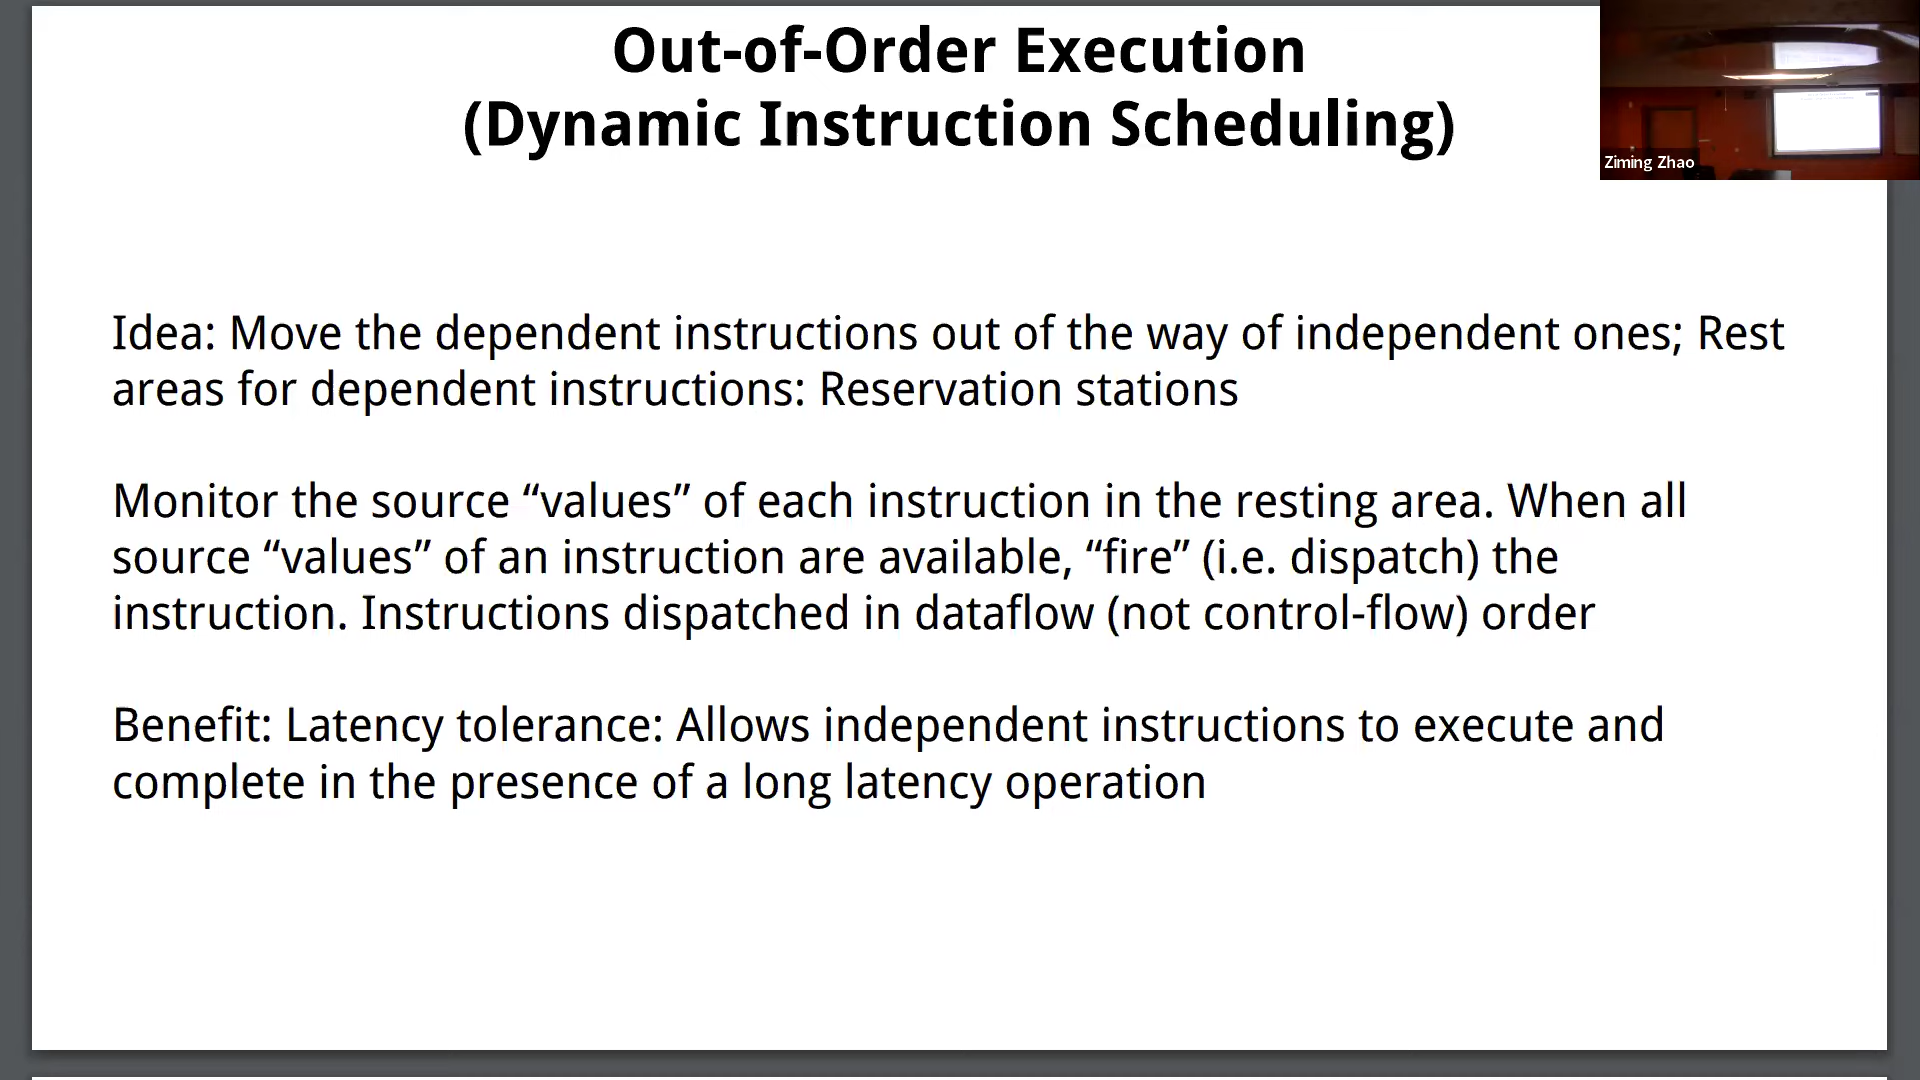 Out-of-Order Execution
(Dynamic Instruction Scheduling)
Ziming Zhao
Idea: Move the dependent instructions out of the way of independent ones; Rest
areas for dependent instructions: Reservation stations
Monitor the source “values” of each instruction in the resting area. When all
source “values” of an instruction are available, “fire” (i.e. dispatch) the
instruction. Instructions dispatched in dataflow (not control-flow) order
Benefit: Latency tolerance: Allows independent instructions to execute and
complete in the presence of a long latency operation